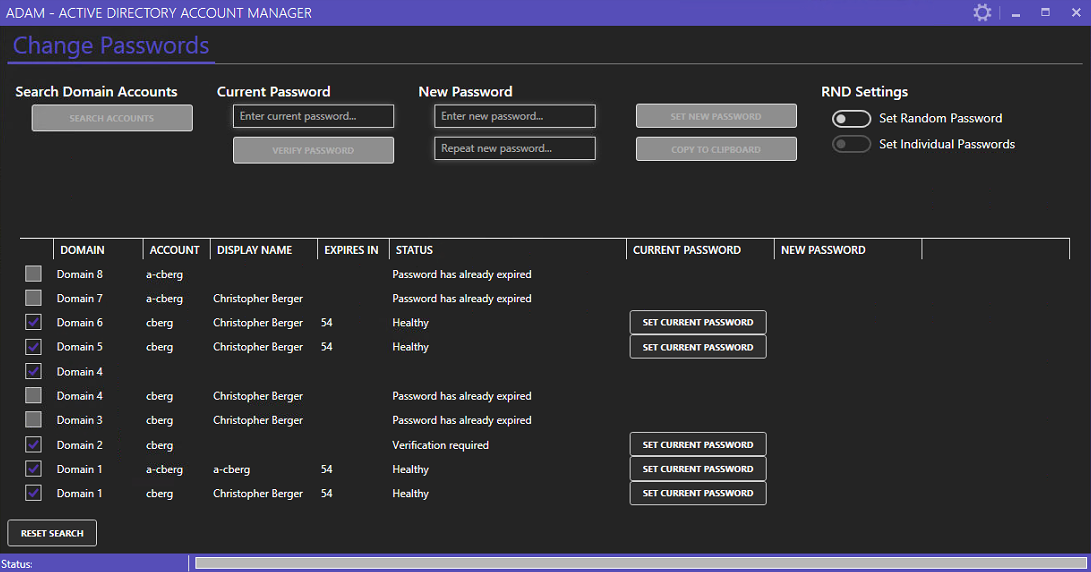 ADAM - ACTIVE DIRECTORY ACCOUNT MANAGER
Change Passwords
Search Domain Accounts Current Password New Password RND Settings
SEARCH ACCOUNTS Enter current password... Enter new password... SET NEW PASSWORD Set Random Password
VERIFY PASSWORD Repeat new password... COPY TO CLIPBOARD Set Individual Passwords
DOMAIN ACCOUNT DISPLAY NAME EXPIRES IN STATUS CURRENT PASSWORD NEW PASSWORD
Domain 8 a-cberg Password has already expired
Domain 7 a-cberg Christopher Berger Password has already expired
Domain 6 cberg Christopher Berger 54 Healthy SET CURRENT PASSWORD
Domain 5 cberg Christopher Berger 54 Healthy SET CURRENT PASSWORD
Domain 4
Domain 4 cberg Christopher Berger Password has already expired
Domain 3 cberg Christopher Berger Password has already expired
Domain 2 cberg Verification required SET CURRENT PASSWORD
Domain 1 a-cberg a-cberg 54 Healthy SET CURRENT PASSWORD
Domain 1 cberg Christopher Berger 54 Healthy SET CURRENT PASSWORD
RESET SEARCH
Status: